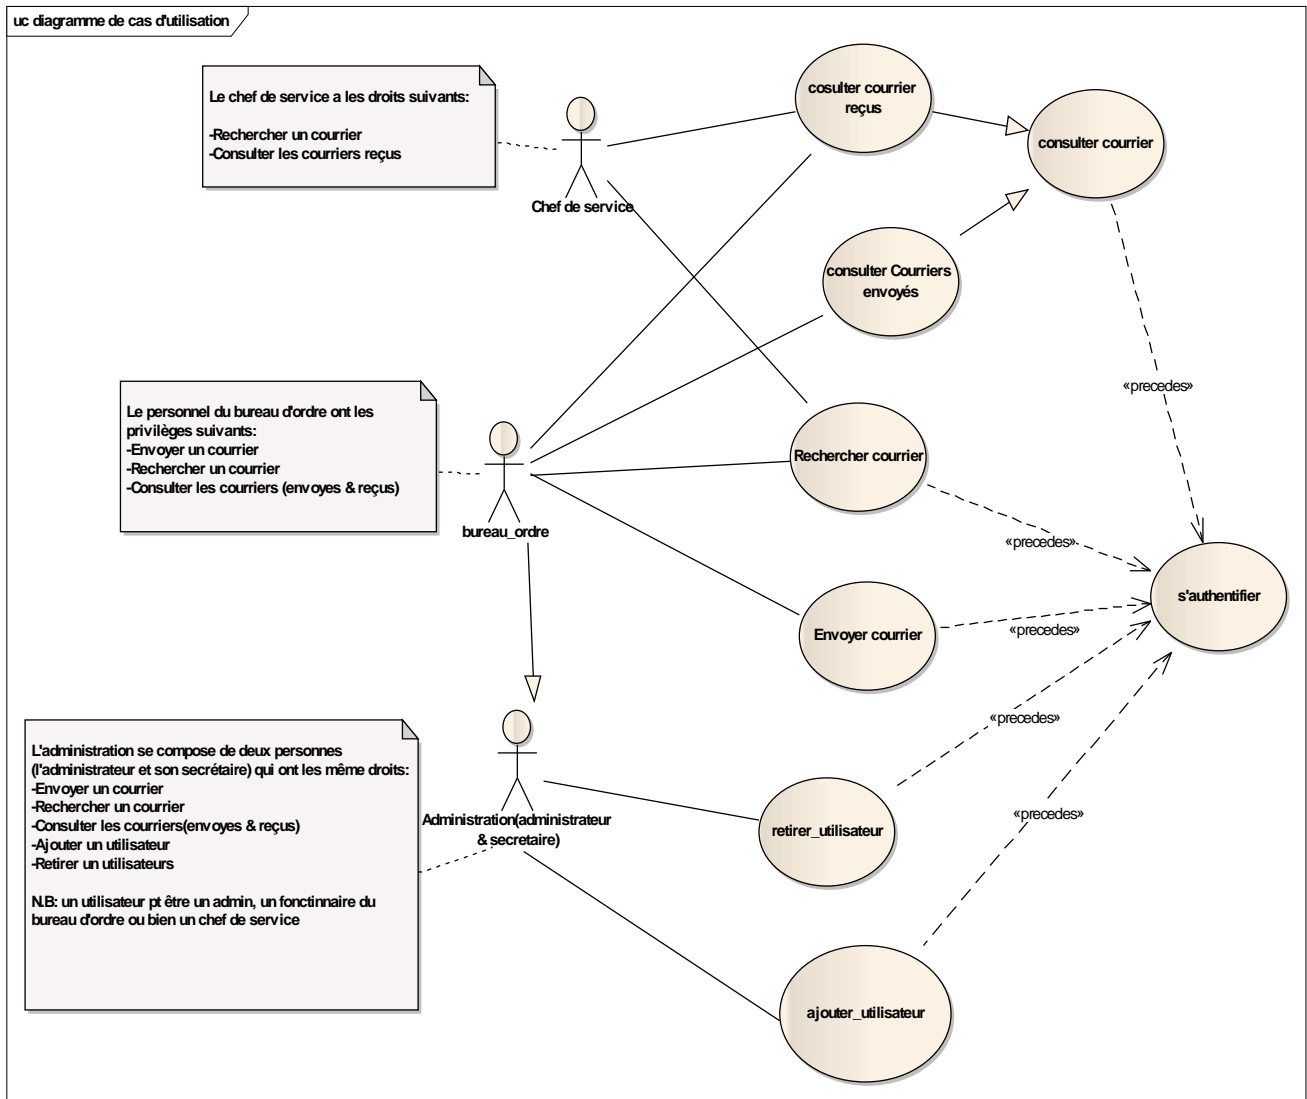 uc diagramme de cas d'utilisation
Le chef de service a les droits suivants:
-Rechercher un courrier
-Consulter les courriers reçus
Chef de service
cosulter courrier
reçus
consulter courrier
consulter Courriers
envoyés
«precedes»
Le personnel du bureau d'ordre ont les
privilèges suivants:
-Envoyer un courrier
-Rechercher un courrier
-Consulter les courriers (envoyes & reçus)
bureau_ordre
Rechercher courrier
«precedes»
s'authentifier
Envoyer courrier
«precedes»
«precedes»
L'administration se compose de deux personnes
(l'administrateur et son secrétaire) qui ont les même droits:
-Envoyer un courrier
-Rechercher un courrier
-Consulter les courriers(envoyes & reçus)
-Ajouter un utilisateur
-Retirer un utilisateurs
N.B: un utilisateur pt être un admin, un fonctinnaire du
bureau d'ordre ou bien un chef de service
Administration(administrateur
& secretaire)
retirer_utilisateur
«precedes»
ajouter_utilisateur